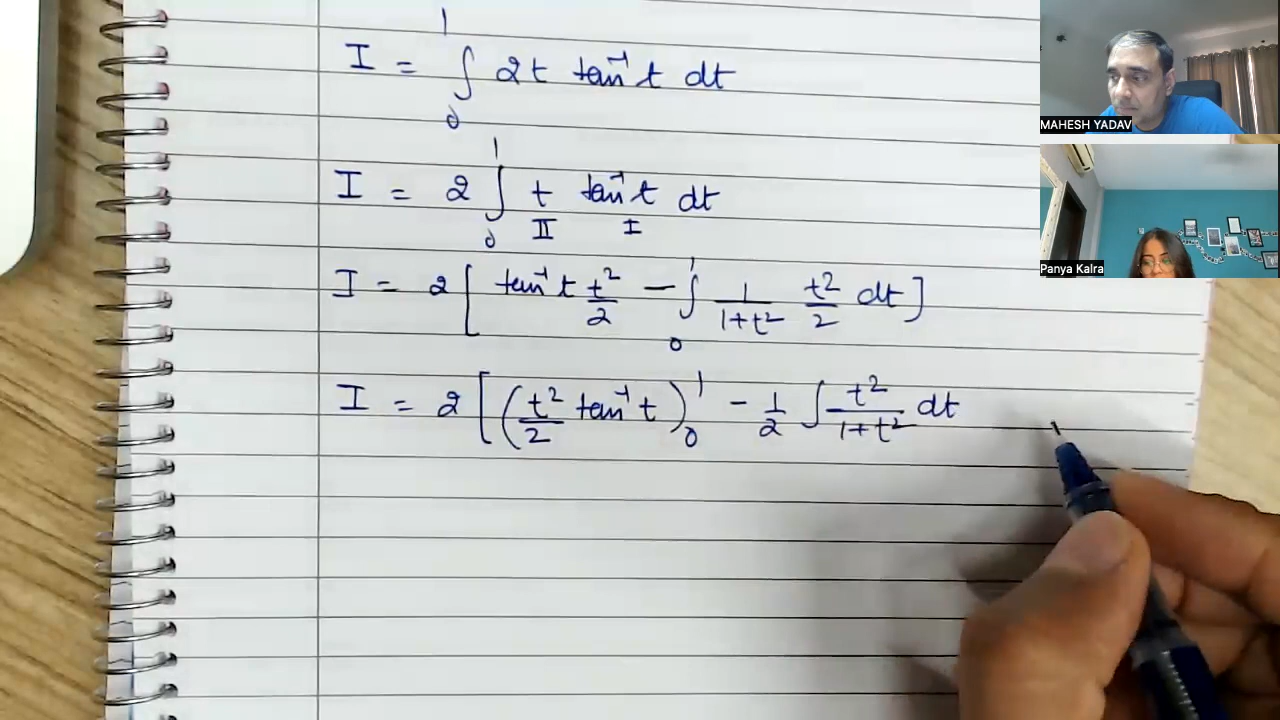 I = ∫₀¹ 2t tan⁻¹t dt
I = 2 ∫₀¹ t tan⁻¹t dt
II I
I = 2 [ tan⁻¹t t²/2 − ∫₀¹ 1/(1+t²) t²/2 dt ]
I = 2 [ (t²/2 tan⁻¹t)₀¹ − 1/2 ∫ t²/(1+t²) dt
MAHESH YADAV
Panya Kalra